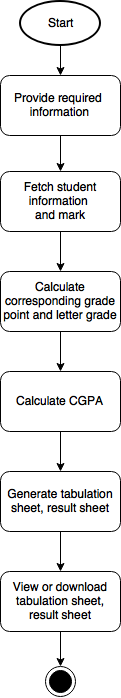 Start
Provide required
information
Fetch student
information
and mark
Calculate
corresponding grade
point and letter grade
Calculate CGPA
Generate tabulation
sheet, result sheet
View or download
tabulation sheet,
result sheet